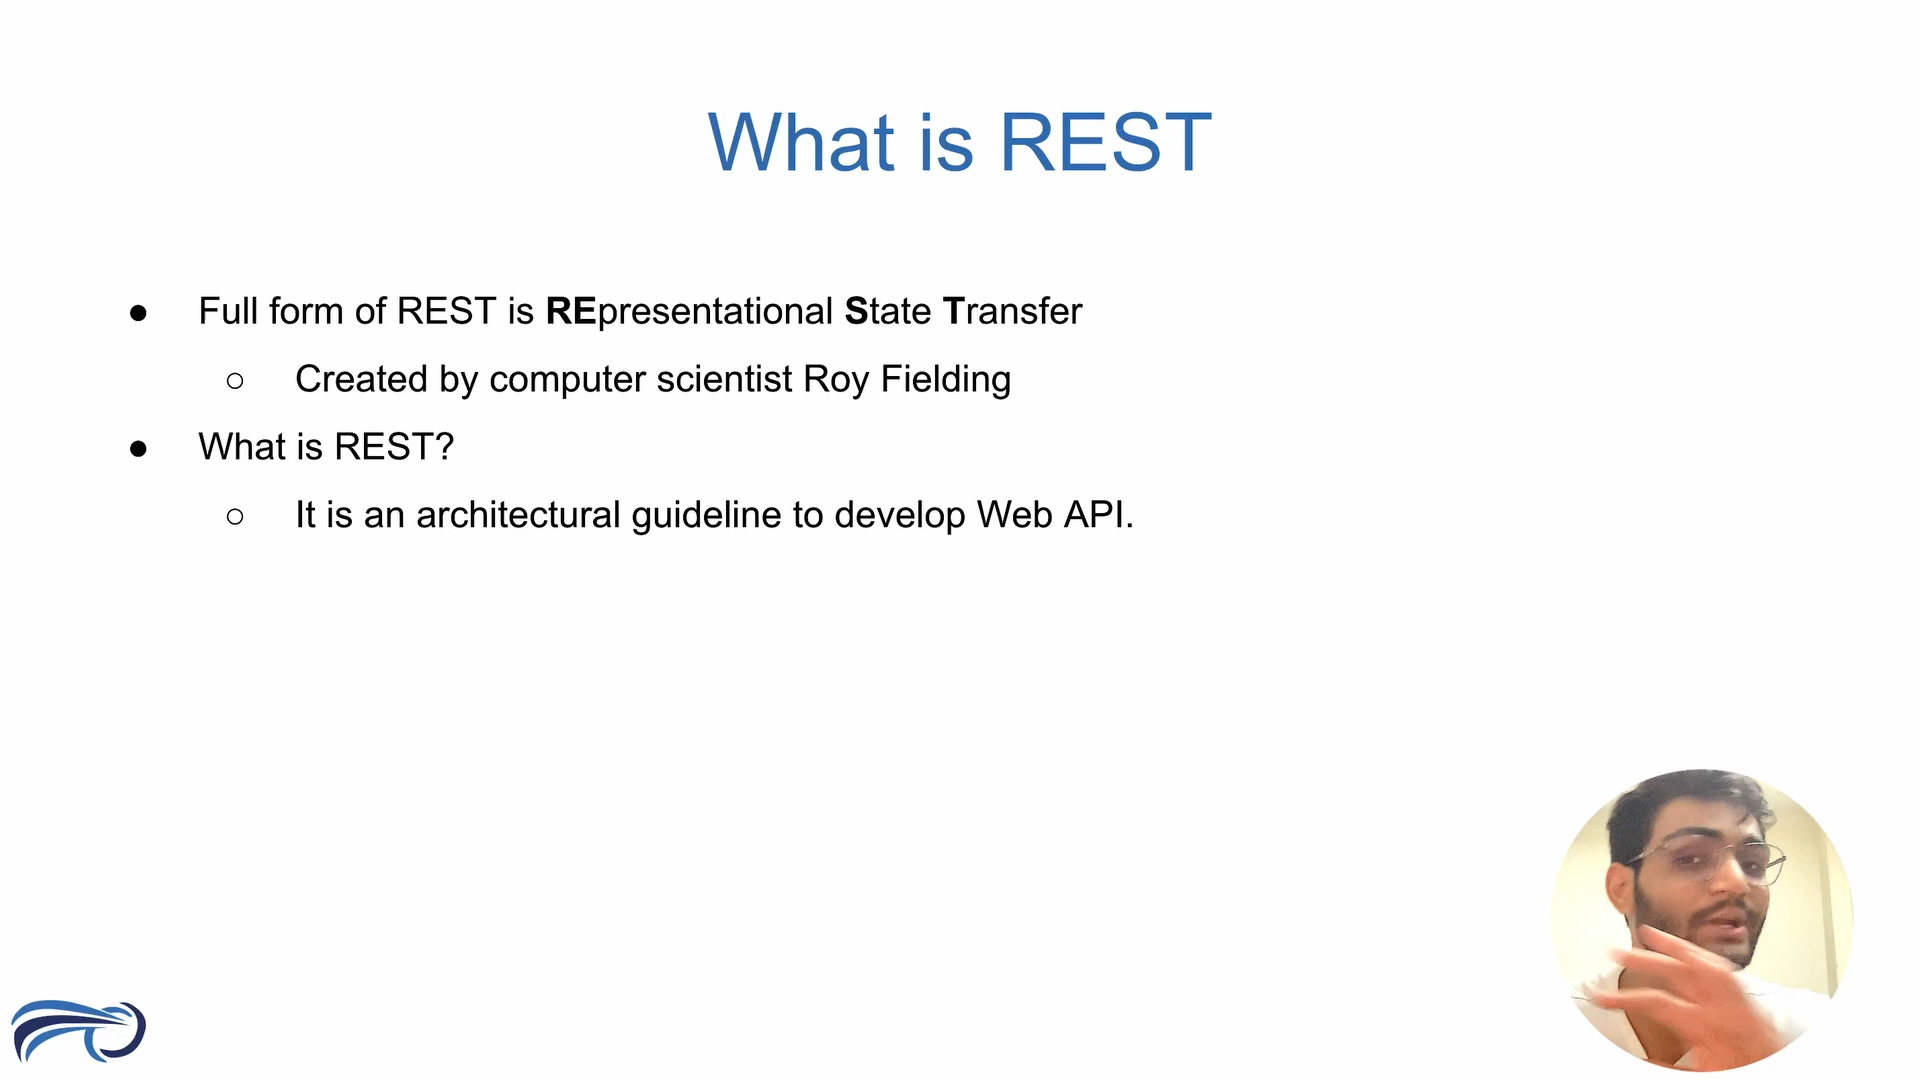 What is REST
● Full form of REST is REpresentational State Transfer
○ Created by computer scientist Roy Fielding
● What is REST?
○ It is an architectural guideline to develop Web API.